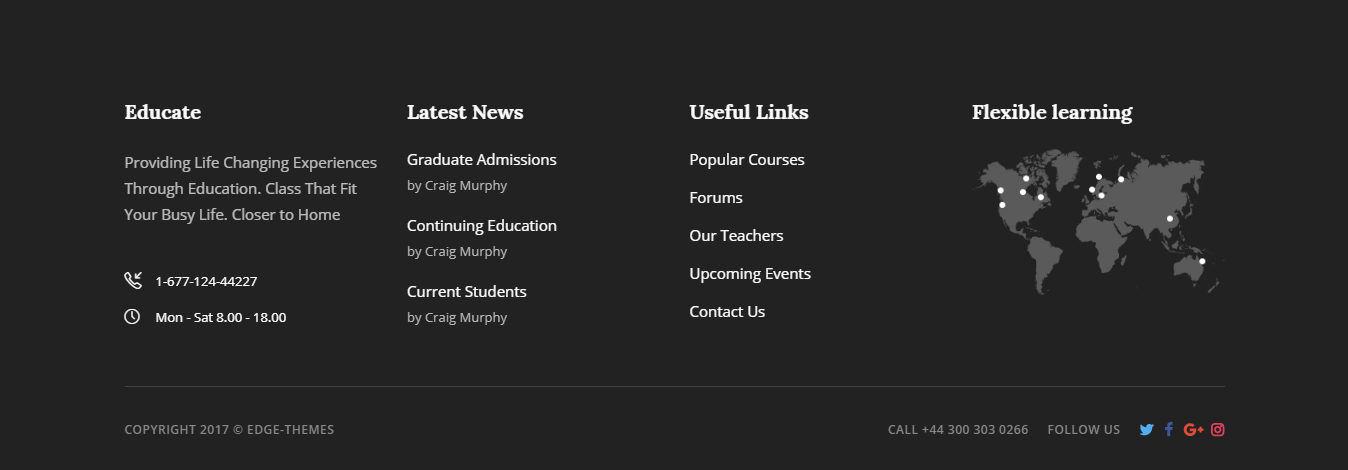 Educate
Providing Life Changing Experiences
Through Education. Class That Fit
Your Busy Life. Closer to Home
1-677-124-44227
Mon - Sat 8.00 - 18.00
Latest News
Graduate Admissions
by Craig Murphy
Continuing Education
by Craig Murphy
Current Students
by Craig Murphy
Useful Links
Popular Courses
Forums
Our Teachers
Upcoming Events
Contact Us
Flexible learning
COPYRIGHT 2017 © EDGE-THEMES
CALL +44 300 303 0266 FOLLOW US